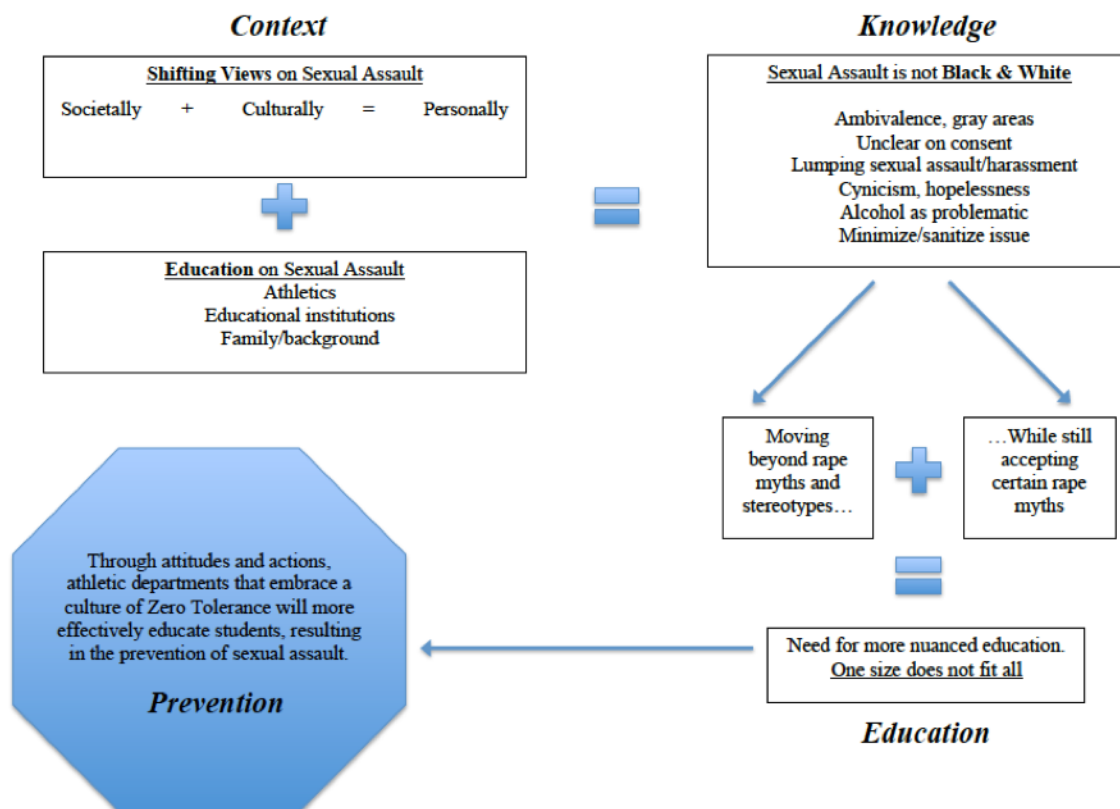 Context
Shifting Views on Sexual Assault
Societally + Culturally = Personally
Education on Sexual Assault
Athletics
Educational institutions
Family/background
Knowledge
Sexual Assault is not Black & White
Ambivalence, gray areas
Unclear on consent
Lumping sexual assault/harassment
Cynicism, hopelessness
Alcohol as problematic
Minimize/sanitize issue
Moving
beyond rape
myths and
stereotypes…
…While still
accepting
certain rape
myths
Need for more nuanced education.
One size does not fit all
Education
Through attitudes and actions,
athletic departments that embrace a
culture of Zero Tolerance will more
effectively educate students, resulting
in the prevention of sexual assault.
Prevention